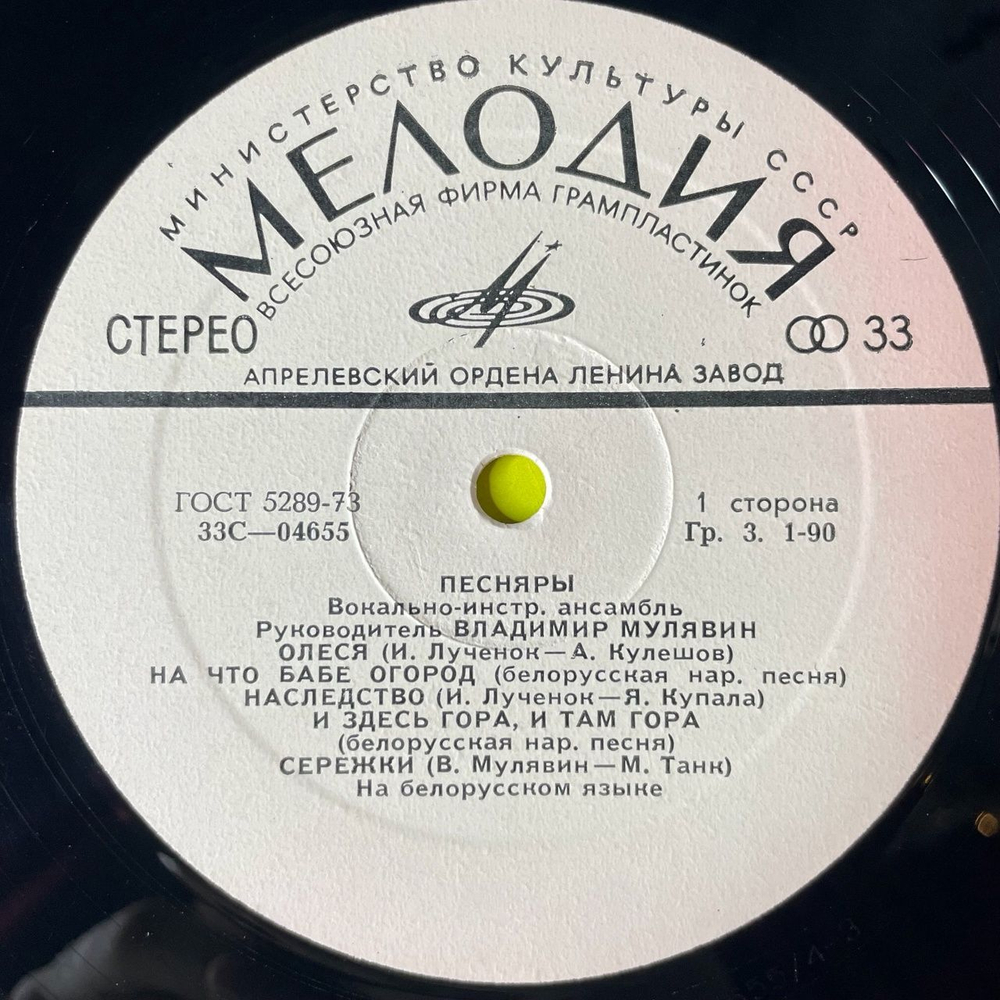 МИНИСТЕРСТВО КУЛЬТУРЫ СССР
МЕЛОДИЯ
ВСЕСОЮЗНАЯ ФИРМА ГРАМПЛАСТИНОК
СТЕРЕО
33
АПРЕЛЕВСКИЙ ОРДЕНА ЛЕНИНА ЗАВОД
ГОСТ 5289-73
33С—04655
1 сторона
Гр. 3. 1-90
ПЕСНЯРЫ
Вокально-инстр. ансамбль
Руководитель ВЛАДИМИР МУЛЯВИН
ОЛЕСЯ (И. Лученок—А. Кулешов)
НА ЧТО БАБЕ ОГОРОД (белорусская нар. песня)
НАСЛЕДСТВО (И. Лученок—Я. Купала)
И ЗДЕСЬ ГОРА, И ТАМ ГОРА
(белорусская нар. песня)
СЕРЕЖКИ (В. Мулявин—М. Танк)
На белорусском языке